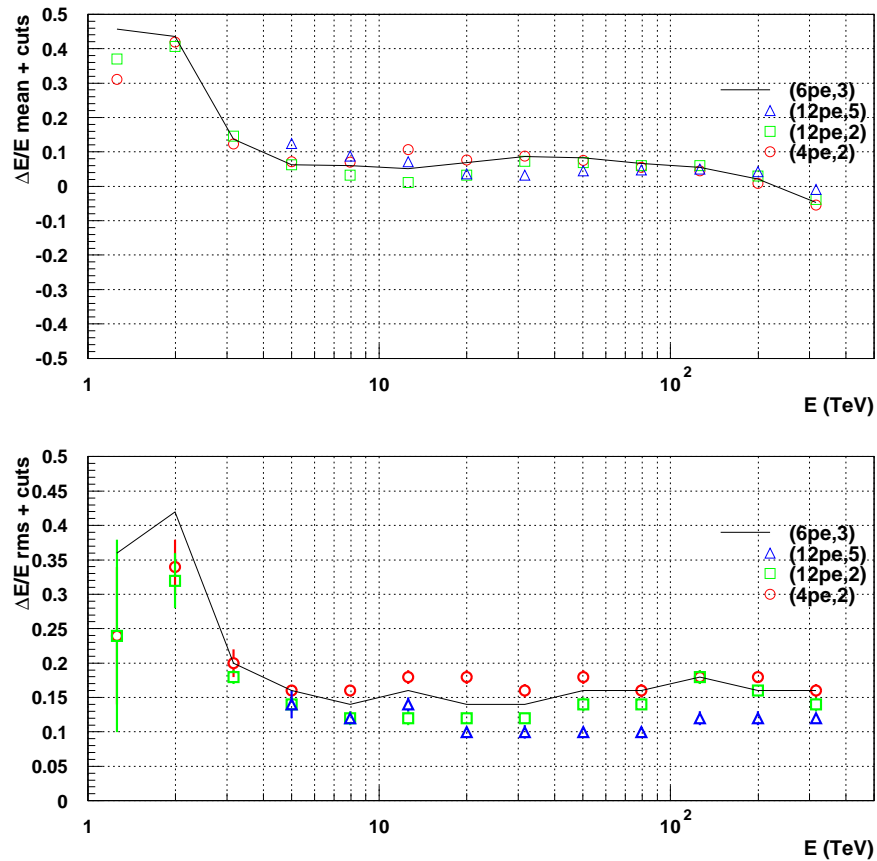 ΔE/E mean + cuts
0.5
0.4
0.3
0.2
0.1
0
-0.1
-0.2
-0.3
-0.4
-0.5
(6pe,3)
(12pe,5)
(12pe,2)
(4pe,2)
1
10
10²
E (TeV)
ΔE/E rms + cuts
0.5
0.45
0.4
0.35
0.3
0.25
0.2
0.15
0.1
0.05
0
(6pe,3)
(12pe,5)
(12pe,2)
(4pe,2)
1
10
10²
E (TeV)